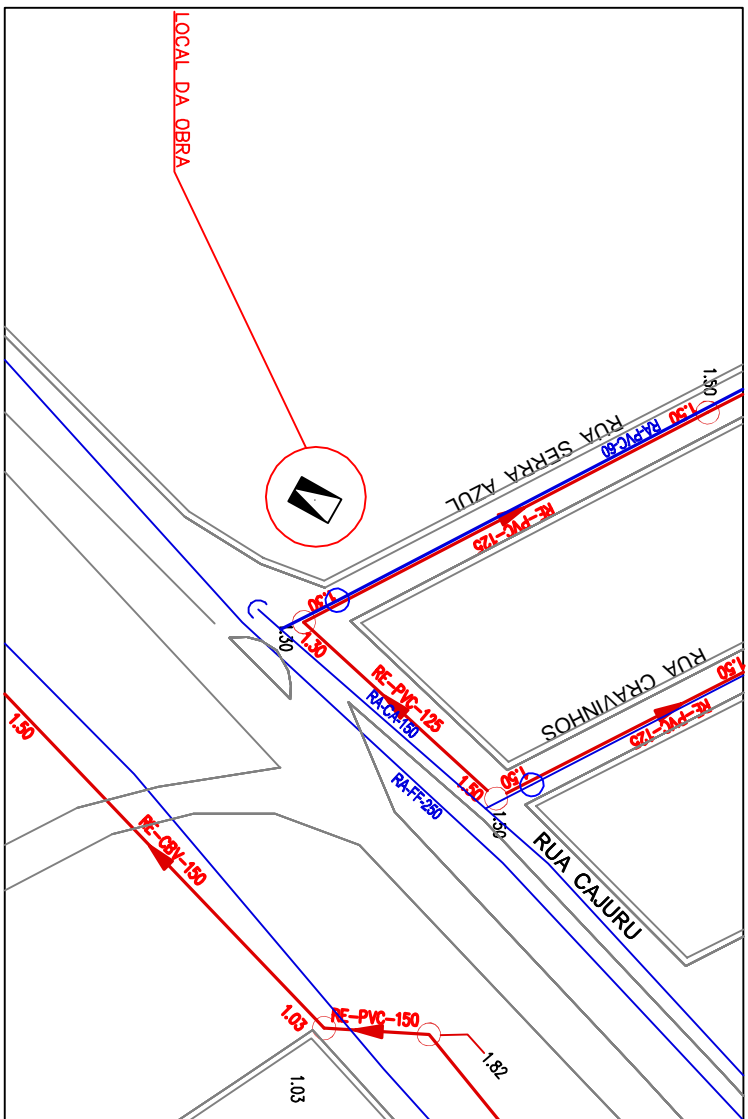 LOCAL DA OBRA
1.50
1.50
RUA SERRA AZUL
RA-PVC-60
RE-PVC-125
1.50
1.30
1.30
RUA CRAVINHOS
1.50
RE-PVC-125
RE-PVC-125
RA-CA-150
1.50
1.50
1.50
RA-FF-250
RUA CAJURU
1.50
RE-CBV-150
1.03
RE-PVC-150
1.82
1.03